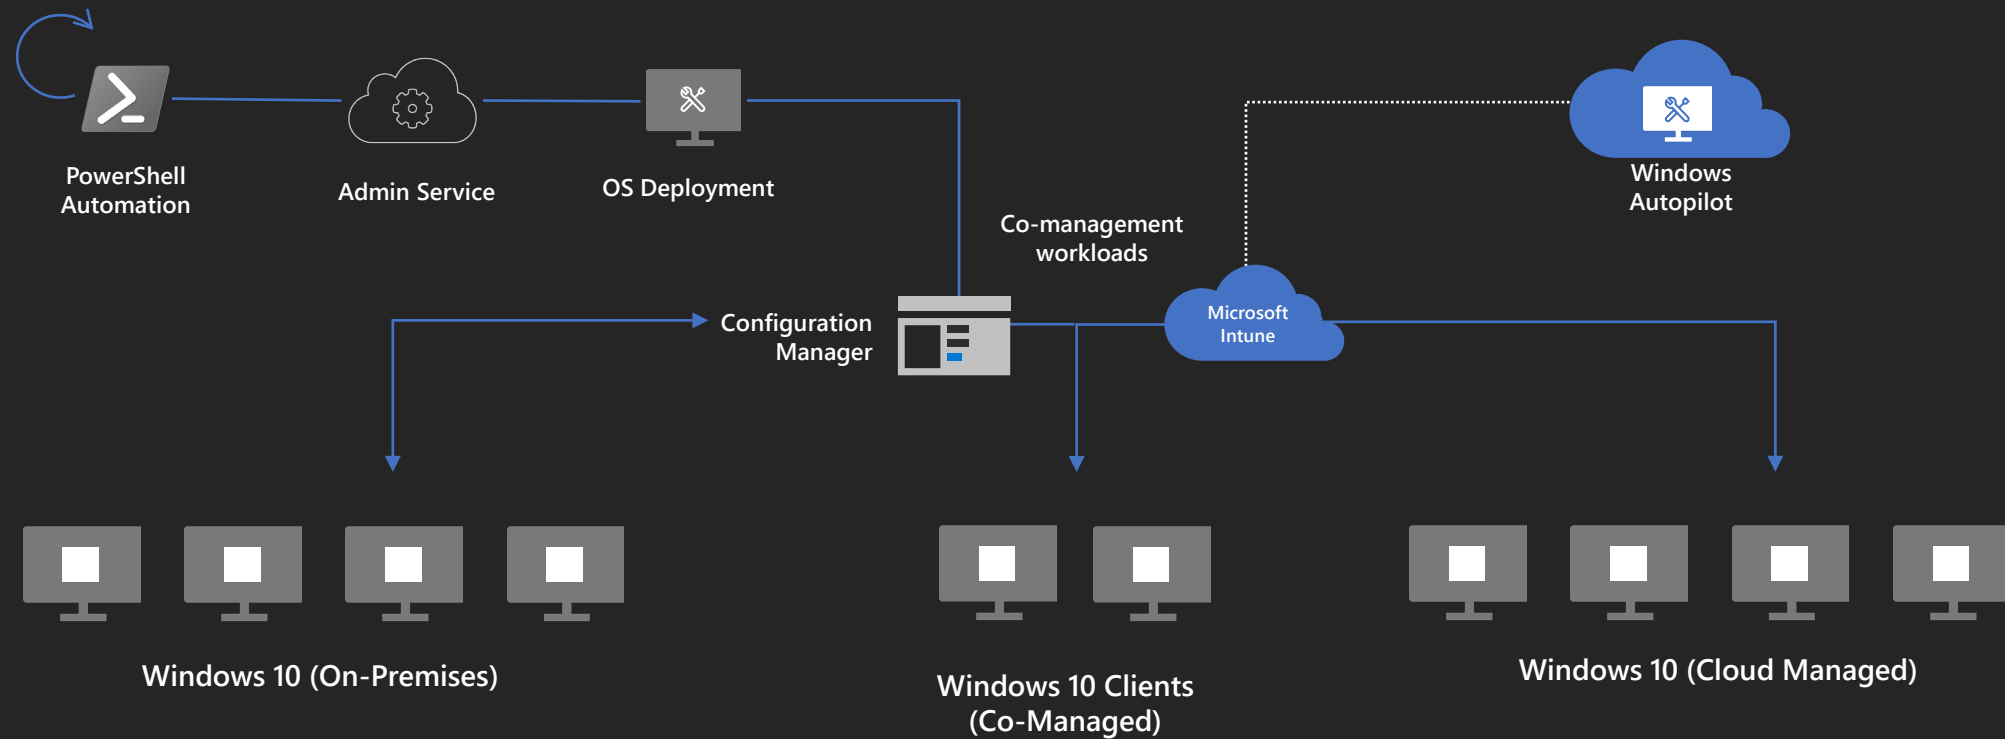 PowerShell
Automation
Admin Service
OS Deployment
Windows
Autopilot
Co-management
workloads
Configuration
Manager
Microsoft
Intune
Windows 10 (On-Premises)
Windows 10 Clients
(Co-Managed)
Windows 10 (Cloud Managed)